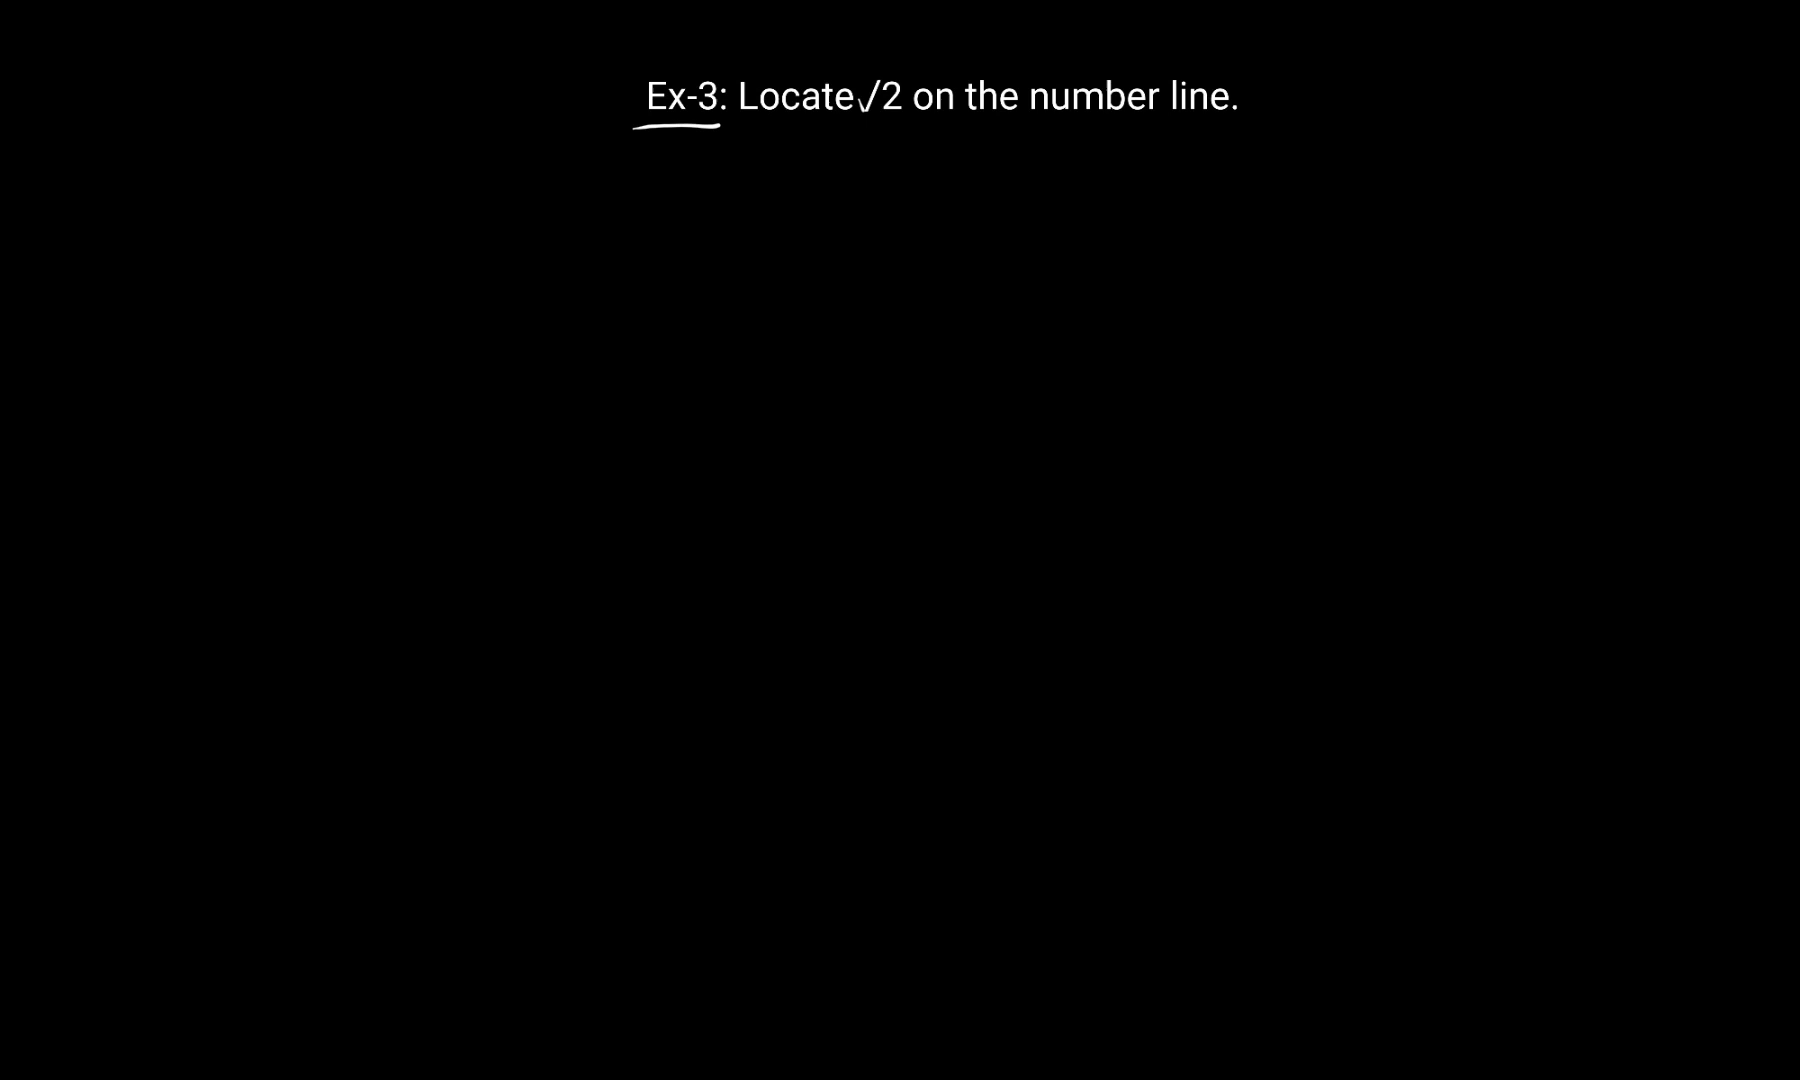 Ex-3: Locate√2 on the number line.